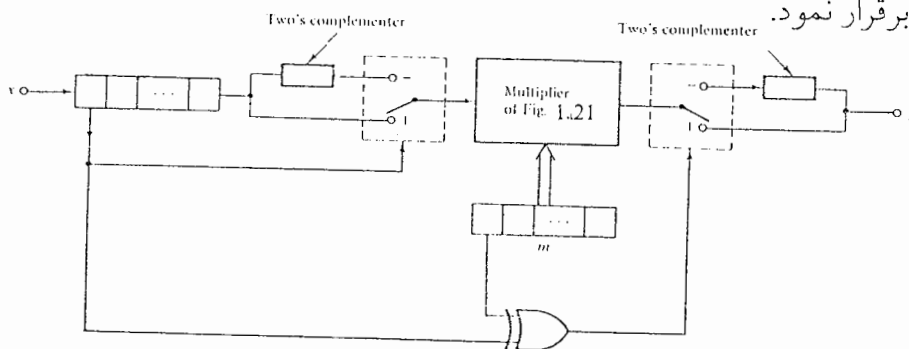 برقرار نمود.
Two's complementer
Two's complementer
x
Multiplier
of Fig. 1.21
m